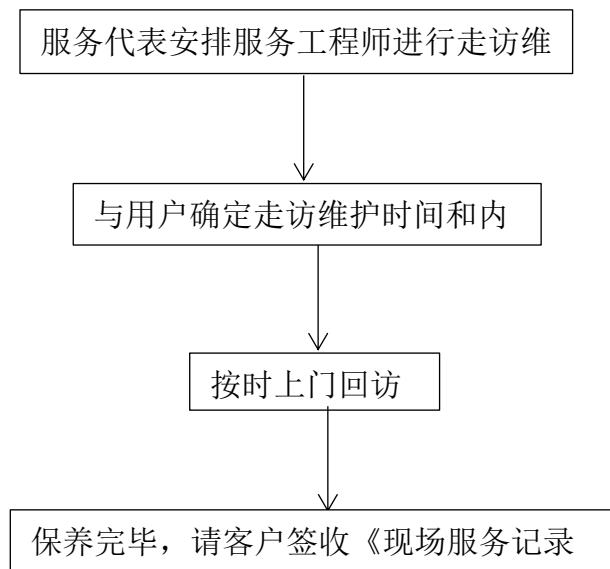 服务代表安排服务工程师进行走访维
与用户确定走访维护时间和内
按时上门回访
保养完毕，请客户签收《现场服务记录